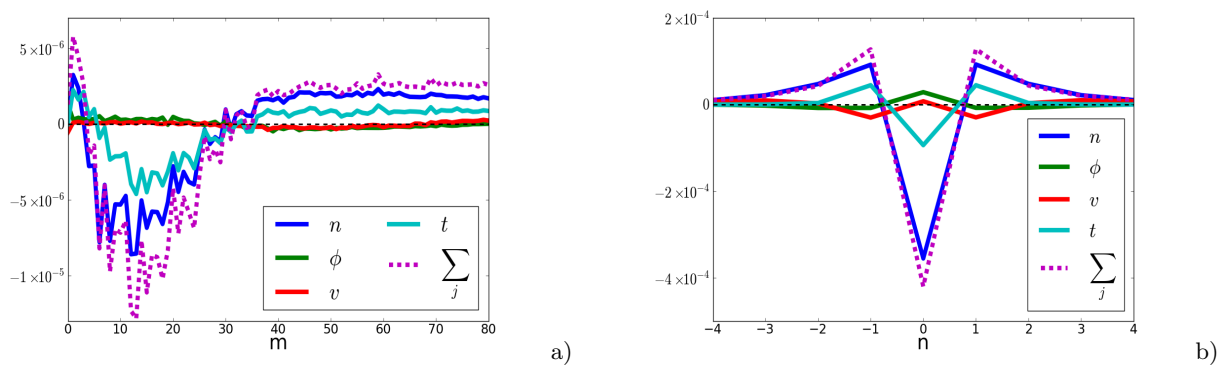 5 ×10⁻⁶
0
−5 ×10⁻⁶
−1 ×10⁻⁵
0 10 20 30 40 50 60 70 80
m
n t
ϕ ∑
j
v
a)
2 ×10⁻⁴
0
−2 ×10⁻⁴
−4 ×10⁻⁴
−4 −3 −2 −1 0 1 2 3 4
n
n
ϕ
v
t
∑
j
b)